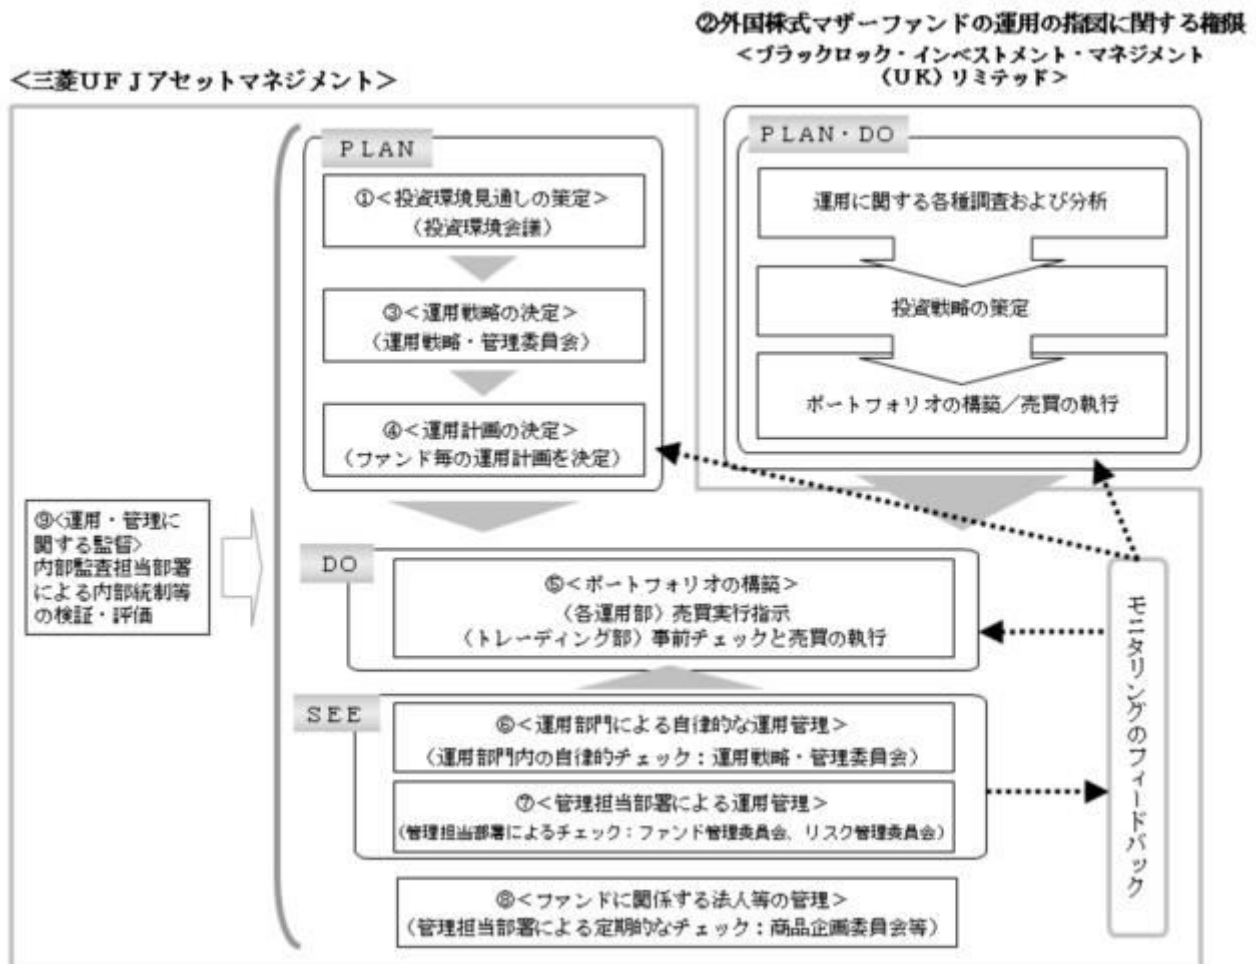 ②外国株式マザーファンドの運用の指図に関する権限
<ブラックロック・インベストメント・マネジメント
(UK)リミテッド>
<三菱UFJアセットマネジメント>
PLAN
①<投資環境見通しの策定>
(投資環境会議)
③<運用戦略の決定>
(運用戦略・管理委員会)
④<運用計画の決定>
(ファンド毎の運用計画を決定)
PLAN・DO
運用に関する各種調査および分析
投資戦略の策定
ポートフォリオの構築/売買の執行
⑨<運用・管理に
関する監督>
内部監査担当部署
による内部統制等
の検証・評価
DO
⑤<ポートフォリオの構築>
(各運用部)売買実行指示
(トレーディング部)事前チェックと売買の執行
SEE
⑥<運用部門による自律的な運用管理>
(運用部門内の自律的チェック:運用戦略・管理委員会)
⑦<管理担当部署による運用管理>
(管理担当部署によるチェック:ファンド管理委員会、リスク管理委員会)
⑧<ファンドに関係する法人等の管理>
(管理担当部署による定期的なチェック:商品企画委員会等)
モニタリングのフィードバック